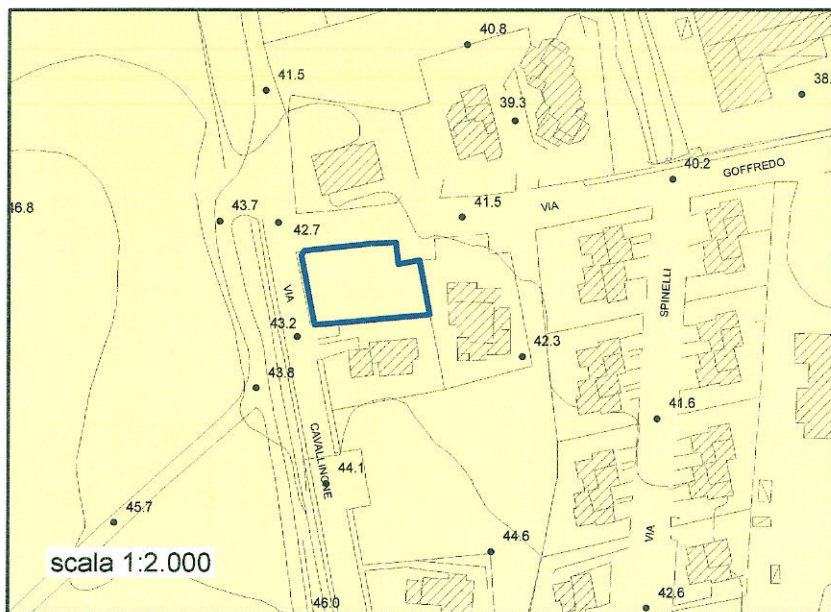 40.8
41.5
38.
39.3
40.2
GOFFREDO
46.8
43.7
42.7
41.5
VIA
VIA
SPINELLI
43.2
42.3
43.8
41.6
CAVALLINONE
44.1
45.7
44.6
VIA
scala 1:2.000
46.0
42.6